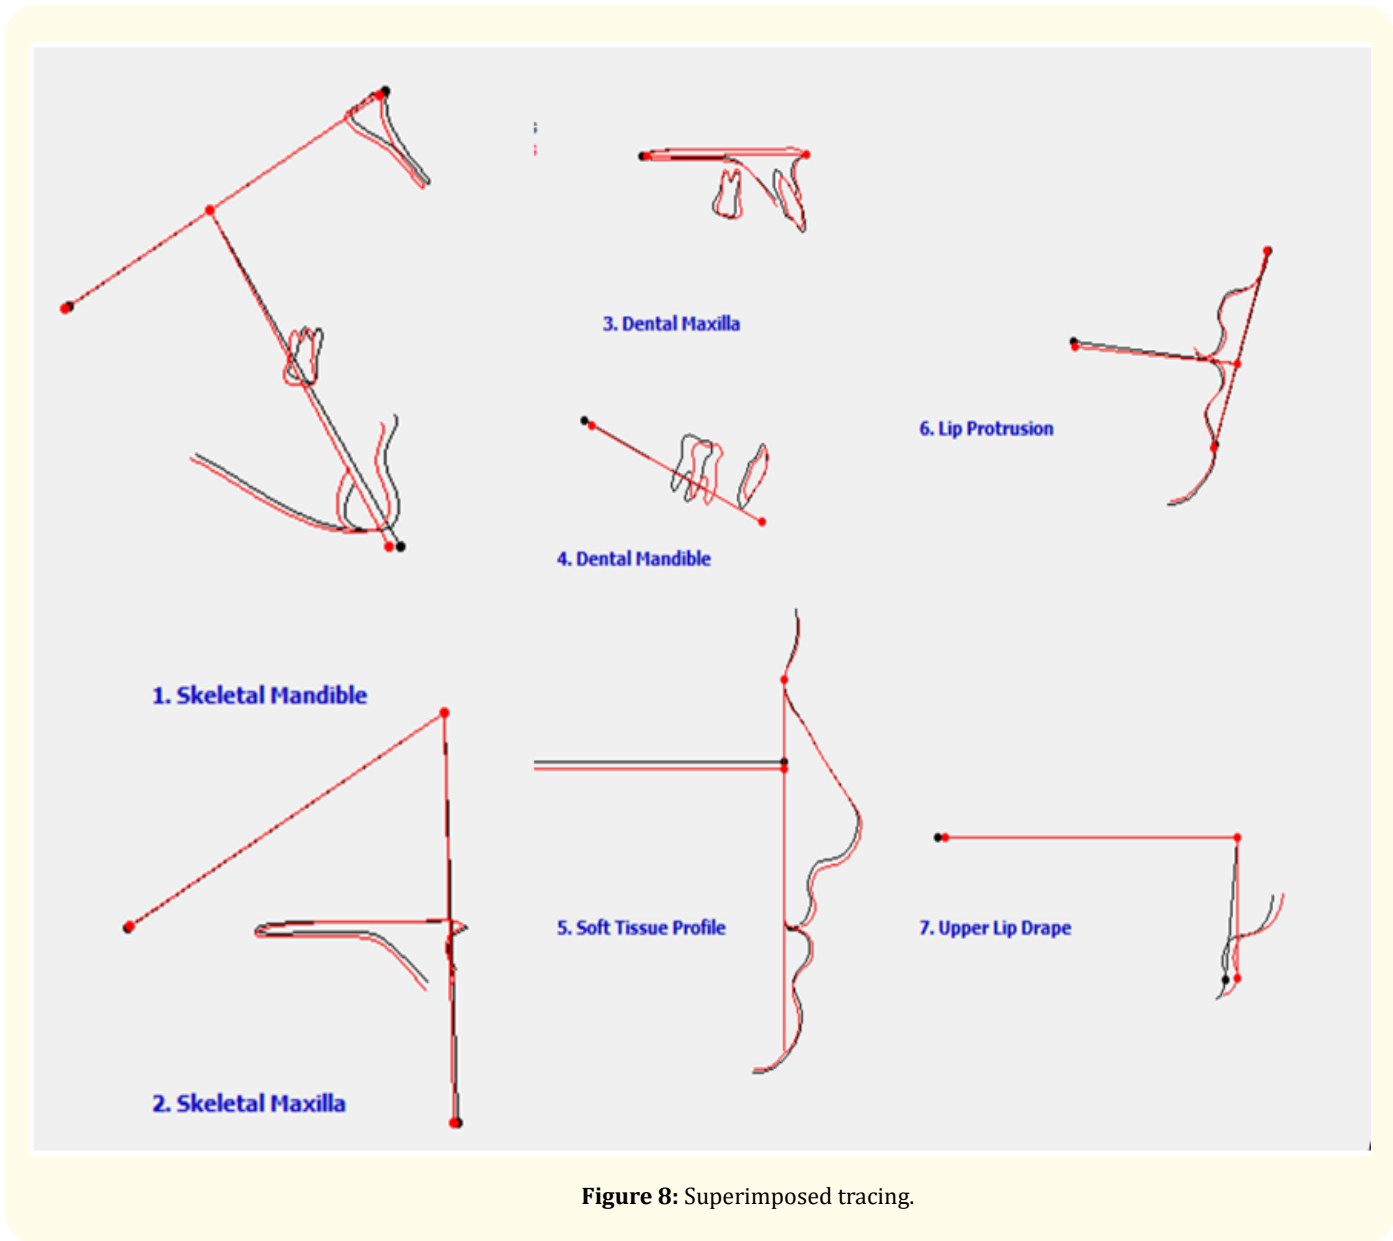 3. Dental Maxilla
6. Lip Protrusion
4. Dental Mandible
1. Skeletal Mandible
5. Soft Tissue Profile
7. Upper Lip Drape
2. Skeletal Maxilla
Figure 8: Superimposed tracing.